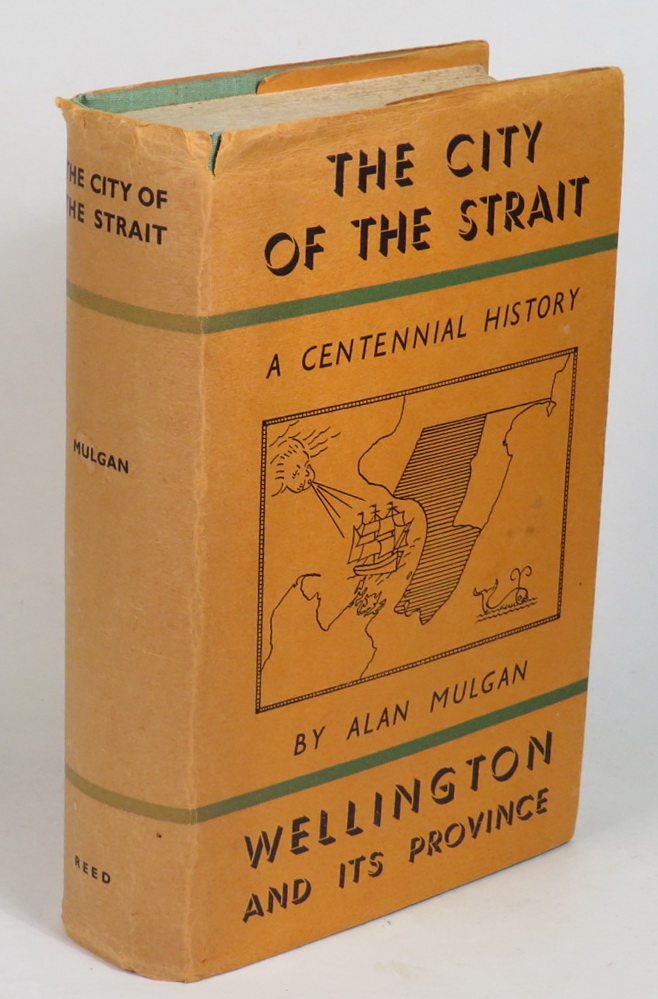 THE CITY OF
THE STRAIT
MULGAN
REED
THE CITY
OF THE STRAIT
A CENTENNIAL HISTORY
BY ALAN MULGAN
WELLINGTON
AND ITS PROVINCE